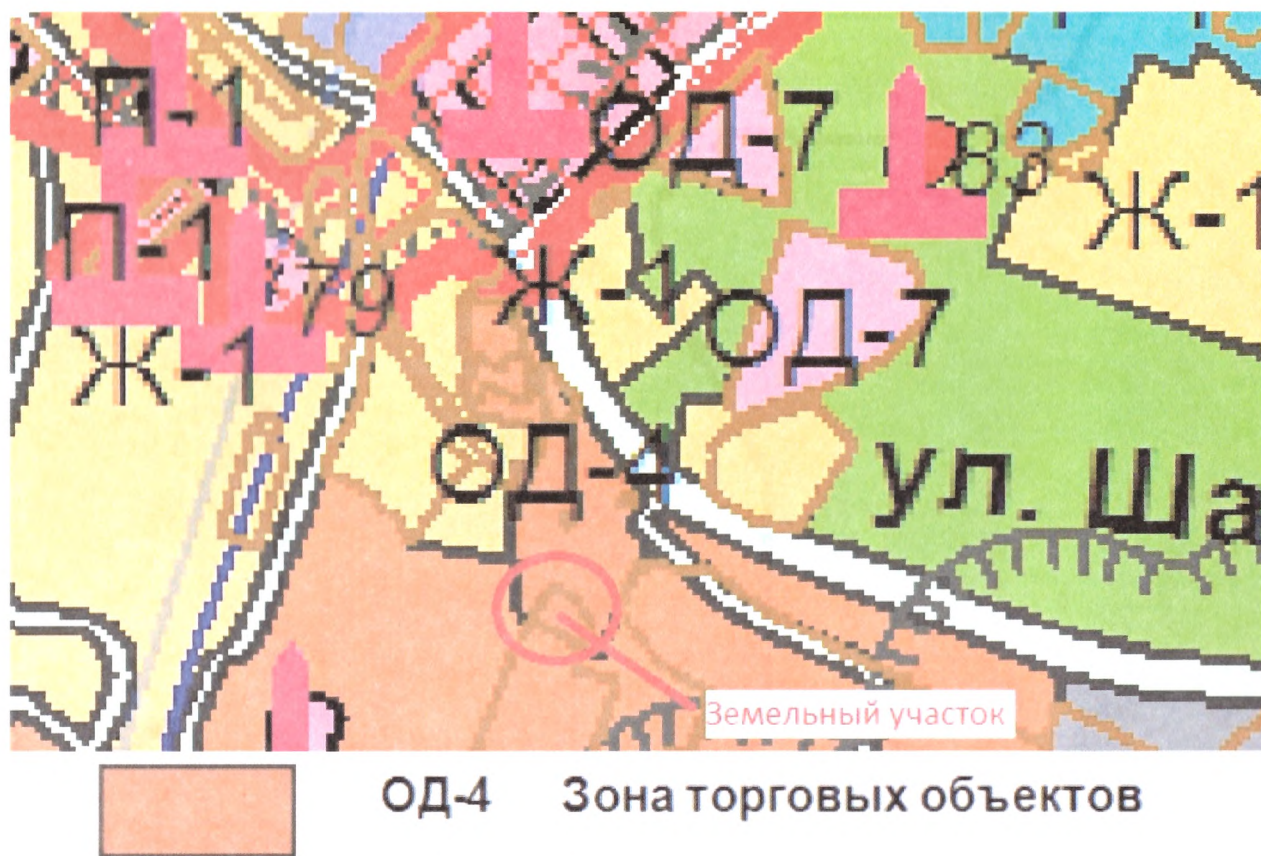 П-1
ОД-7
83
Ж-1
П-1
79
Ж-1
ОД-7
Ж-1
ОД-4
ул. Ша
Земельный участок
ОД-4 Зона торговых объектов